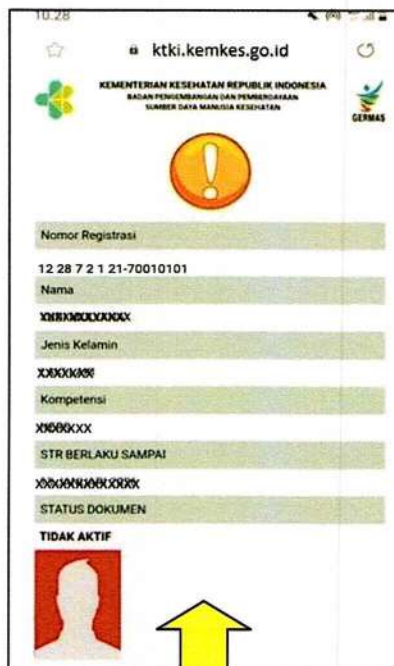 10.28
ktki.kemkes.go.id
KEMENTERIAN KESEHATAN REPUBLIK INDONESIA
BADAN PENGEMBANGAN DAN PEMBERDAYAAN
SUMBER DAYA MANUSIA KESEHATAN
GERMAS
Nomor Registrasi
12 28 7 2 1 21-70010101
Nama
Jenis Kelamin
Kompetensi
STR BERLAKU SAMPAI
STATUS DOKUMEN
TIDAK AKTIF